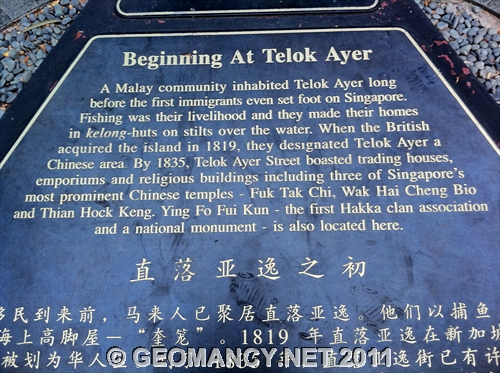 Beginning At Telok Ayer
A Malay community inhabited Telok Ayer long
before the first immigrants even set foot on Singapore.
Fishing was their livelihood and they made their homes
in kelong-huts on stilts over the water. When the British
acquired the island in 1819, they designated Telok Ayer a
Chinese area. By 1835, Telok Ayer Street boasted trading houses,
emporiums and religious buildings including three of Singapore's
most prominent Chinese temples - Fuk Tak Chi, Wak Hai Cheng Bio
and Thian Hock Keng. Ying Fo Fui Kun - the first Hakka clan association
and a national monument - is also located here.
直落亚逸之初
移民到来前，马来人已聚居直落亚逸。他们以捕鱼
海上高脚屋－“奎笼”。1819 年直落亚逸在新加坡
被划为华人 逸街已有许
© GEOMANCY.NET 2011